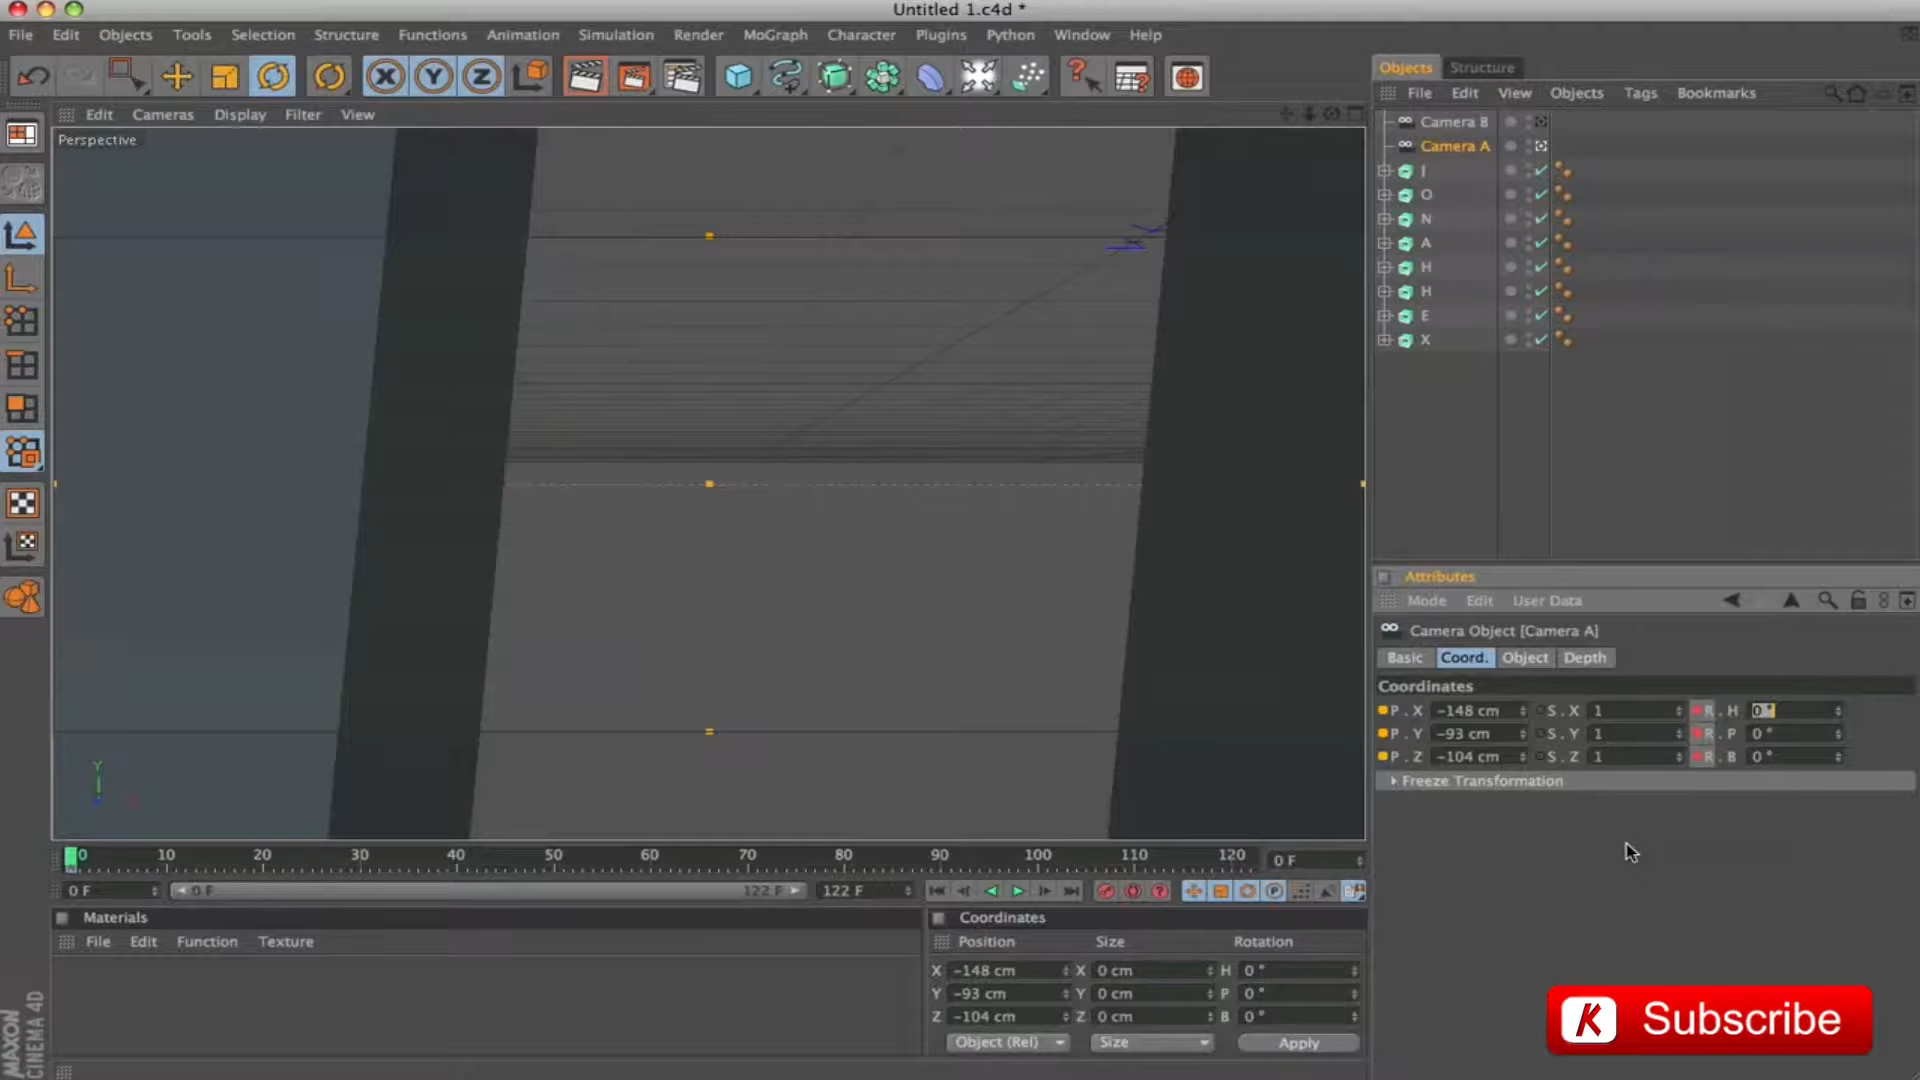 Untitled 1.c4d *
File Edit Objects Tools Selection Structure Functions Animation Simulation Render MoGraph Character Plugins Python Window Help
X Y Z
Objects Structure
File Edit View Objects Tags Bookmarks
Edit Cameras Display Filter View
Perspective
Camera B
Camera A
J
O
N
A
H
H
E
X
Attributes
Mode Edit User Data
Camera Object [Camera A]
Basic Coord. Object Depth
Coordinates
P . X -148 cm S . X 1 R . H 0 °
P . Y -93 cm S . Y 1 R . P 0 °
P . Z -104 cm S . Z 1 R . B 0 °
Freeze Transformation
Y
0 10 20 30 40 50 60 70 80 90 100 110 120 0 F
0 F 0 F 122 F 122 F
Materials
File Edit Function Texture
Coordinates
Position Size Rotation
X -148 cm X 0 cm H 0 °
Y -93 cm Y 0 cm P 0 °
Z -104 cm Z 0 cm B 0 °
Object (Rel) Size Apply
MAXON
CINEMA 4D
K Subscribe